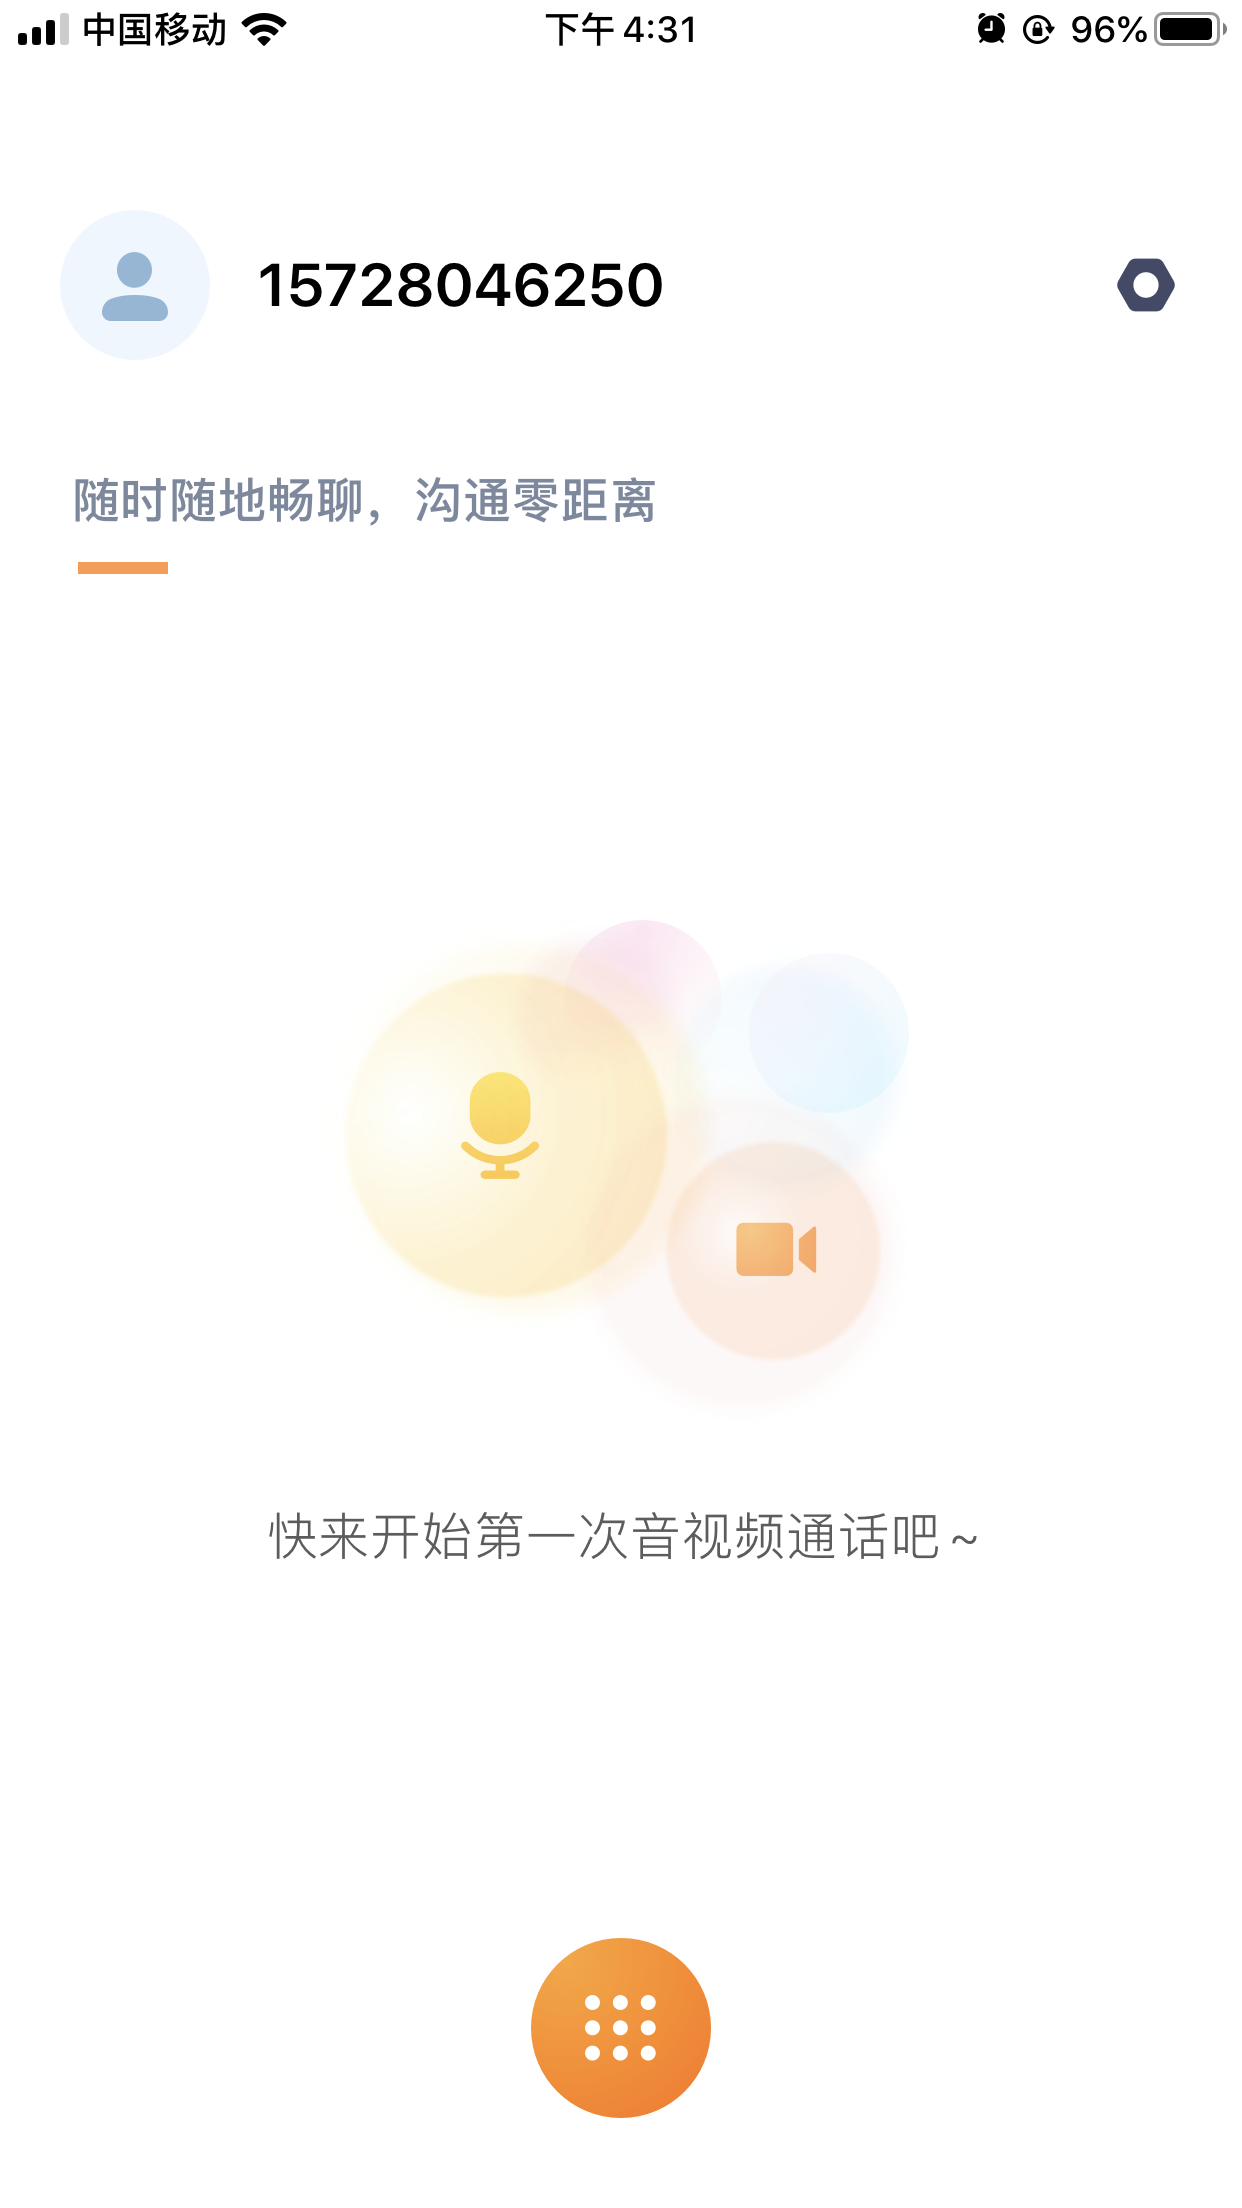 中国移动
下午 4:31
96%
15728046250
随时随地畅聊，沟通零距离
快来开始第一次音视频通话吧 ~